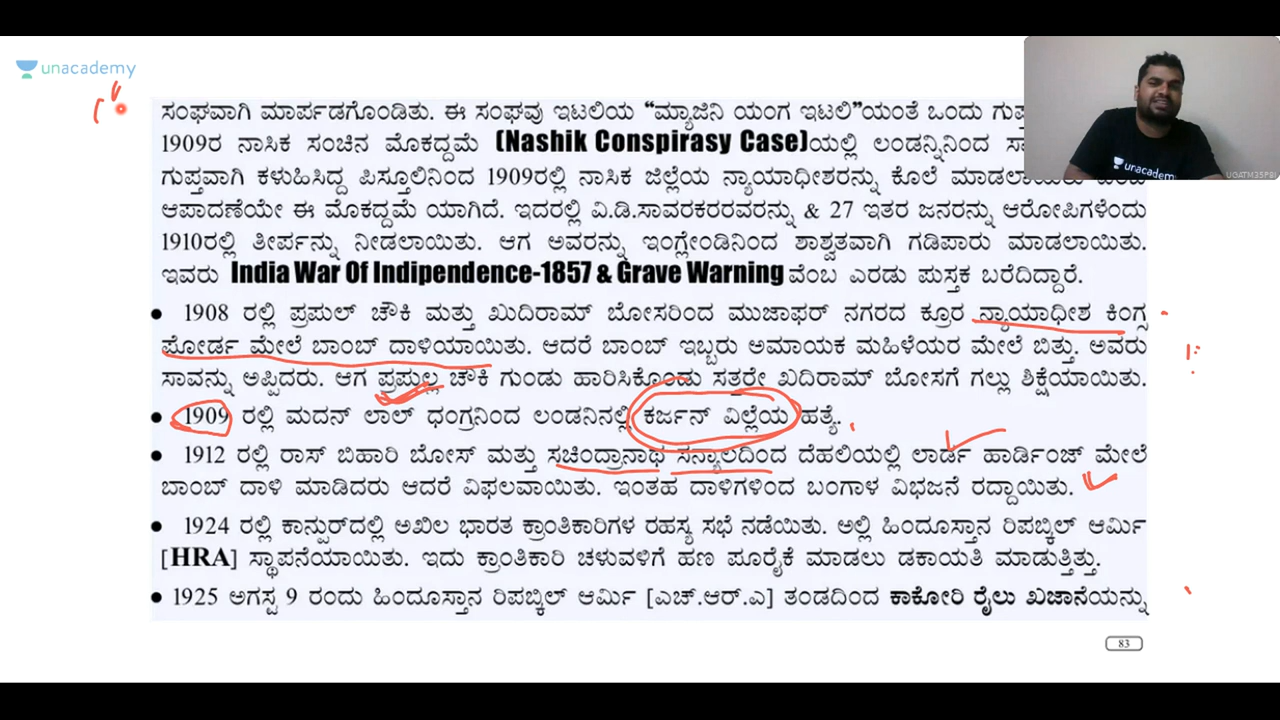 unacademy
ಸಂಘವಾಗಿ ಮಾರ್ಪಡಗೊಂಡಿತು. ಈ ಸಂಘವು ಇಟಲಿಯ “ಮ್ಯಾಜಿನಿ ಯಂಗ ಇಟಲಿ”ಯಂತೆ ಒಂದು
1909ರ ನಾಸಿಕ ಸಂಚಿನ ಮೊಕದ್ದಮೆ (Nashik Conspirasy Case)ಯಲ್ಲಿ ಲಂಡನ್ನಿನಿಂದ
ಗುಪ್ತವಾಗಿ ಕಳುಹಿಸಿದ್ದ ಪಿಸ್ತೂಲಿನಿಂದ 1909ರಲ್ಲಿ ನಾಸಿಕ ಜಿಲ್ಲೆಯ ನ್ಯಾಯಾಧೀಶರನ್ನು ಕೊಲೆ
ಆಪಾದಣೆಯೇ ಈ ಮೊಕದ್ದಮೆ ಯಾಗಿದೆ. ಇದರಲ್ಲಿ ವಿ.ಡಿ.ಸಾವರಕರರವರನ್ನು & 27 ಇತರ ಜನರನ್ನು ಆರೋಪಿಗಳೆಂದು
1910ರಲ್ಲಿ ತೀರ್ಪನ್ನು ನೀಡಲಾಯಿತು. ಆಗ ಅವರನ್ನು ಇಂಗ್ಲೇಂಡಿನಿಂದ ಶಾಶ್ವತವಾಗಿ ಗಡಿಪಾರು ಮಾಡಲಾಯಿತು.
ಇವರು India War Of Indipendence-1857 & Grave Warning ವೆಂಬ ಎರಡು ಪುಸ್ತಕ ಬರೆದಿದ್ದಾರೆ.
● 1908 ರಲ್ಲಿ ಪ್ರಪುಲ್ ಚೌಕಿ ಮತ್ತು ಖುದಿರಾಮ್ ಬೋಸರಿಂದ ಮುಜಾಫರ್ ನಗರದ ಕ್ರೂರ ನ್ಯಾಯಾಧೀಶ ಕಿಂಗ್ಸ
ಫೋರ್ಡ ಮೇಲೆ ಬಾಂಬ್ ದಾಳಿಯಾಯಿತು. ಆದರೆ ಬಾಂಬ್ ಇಬ್ಬರು ಅಮಾಯಕ ಮಹಿಳೆಯರ ಮೇಲೆ ಬಿತ್ತು. ಅವರು
ಸಾವನ್ನು ಅಪ್ಪಿದರು. ಆಗ ಪ್ರಫುಲ್ಲ ಚೌಕಿ ಗುಂಡು ಹಾರಿಸಿಕೊಂಡು ಸತ್ತರೇ ಖದಿರಾಮ್ ಬೋಸಗೆ ಗಲ್ಲು ಶಿಕ್ಷೆಯಾಯಿತು.
● 1909 ರಲ್ಲಿ ಮದನ್ ಲಾಲ್ ಧಂಗ್ರನಿಂದ ಲಂಡನಿನಲ್ಲಿ ಕರ್ಜನ್ ವಿಲ್ಲೆಯ ಹತ್ಯೆ.
● 1912 ರಲ್ಲಿ ರಾಸ್ ಬಿಹಾರಿ ಬೋಸ್ ಮತ್ತು ಸಚಿಂದ್ರಾನಾಥ ಸನ್ಯಾಲದಿಂದ ದೆಹಲಿಯಲ್ಲಿ ಲಾರ್ಡ ಹಾರ್ಡಿಂಜ್ ಮೇಲೆ
ಬಾಂಬ್ ದಾಳಿ ಮಾಡಿದರು ಆದರೆ ವಿಫಲವಾಯಿತು. ಇಂತಹ ದಾಳಿಗಳಿಂದ ಬಂಗಾಳ ವಿಭಜನೆ ರದ್ದಾಯಿತು.
● 1924 ರಲ್ಲಿ ಕಾನ್ಪುರ್‌ದಲ್ಲಿ ಅಖಿಲ ಭಾರತ ಕ್ರಾಂತಿಕಾರಿಗಳ ರಹಸ್ಯ ಸಭೆ ನಡೆಯಿತು. ಅಲ್ಲಿ ಹಿಂದೂಸ್ತಾನ ರಿಪಬ್ಲಿಕ್ ಆರ್ಮಿ
[HRA] ಸ್ಥಾಪನೆಯಾಯಿತು. ಇದು ಕ್ರಾಂತಿಕಾರಿ ಚಳುವಳಿಗೆ ಹಣ ಪೂರೈಕೆ ಮಾಡಲು ಡಕಾಯತಿ ಮಾಡುತ್ತಿತ್ತು.
● 1925 ಅಗಸ್ಟ 9 ರಂದು ಹಿಂದೂಸ್ತಾನ ರಿಪಬ್ಲಿಕ್ ಆರ್ಮಿ [ಎಚ್.ಆರ್.ಎ] ತಂಡದಿಂದ ಕಾಕೋರಿ ರೈಲು ಖಜಾನೆಯನ್ನು
83
unacademy